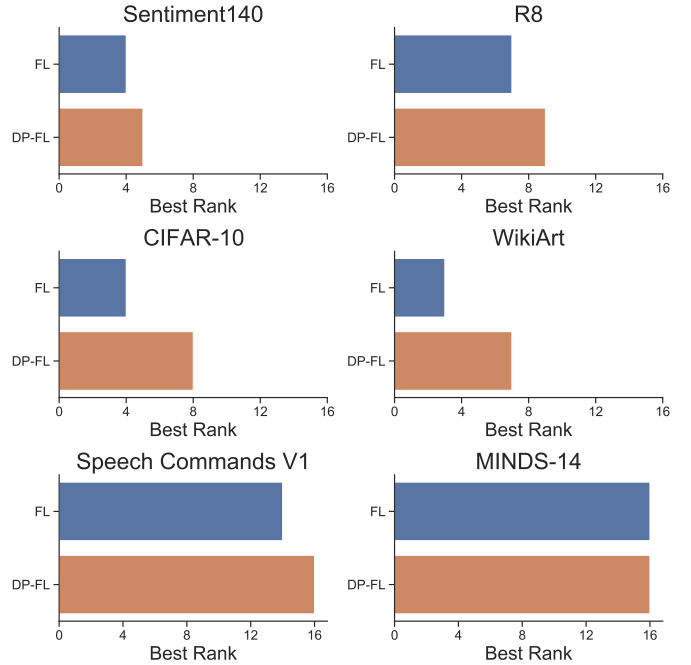 Sentiment140
FL
DP-FL
0 4 8 12 16
Best Rank
R8
FL
DP-FL
0 4 8 12 16
Best Rank
CIFAR-10
FL
DP-FL
0 4 8 12 16
Best Rank
WikiArt
FL
DP-FL
0 4 8 12 16
Best Rank
Speech Commands V1
FL
DP-FL
0 4 8 12 16
Best Rank
MINDS-14
FL
DP-FL
0 4 8 12 16
Best Rank